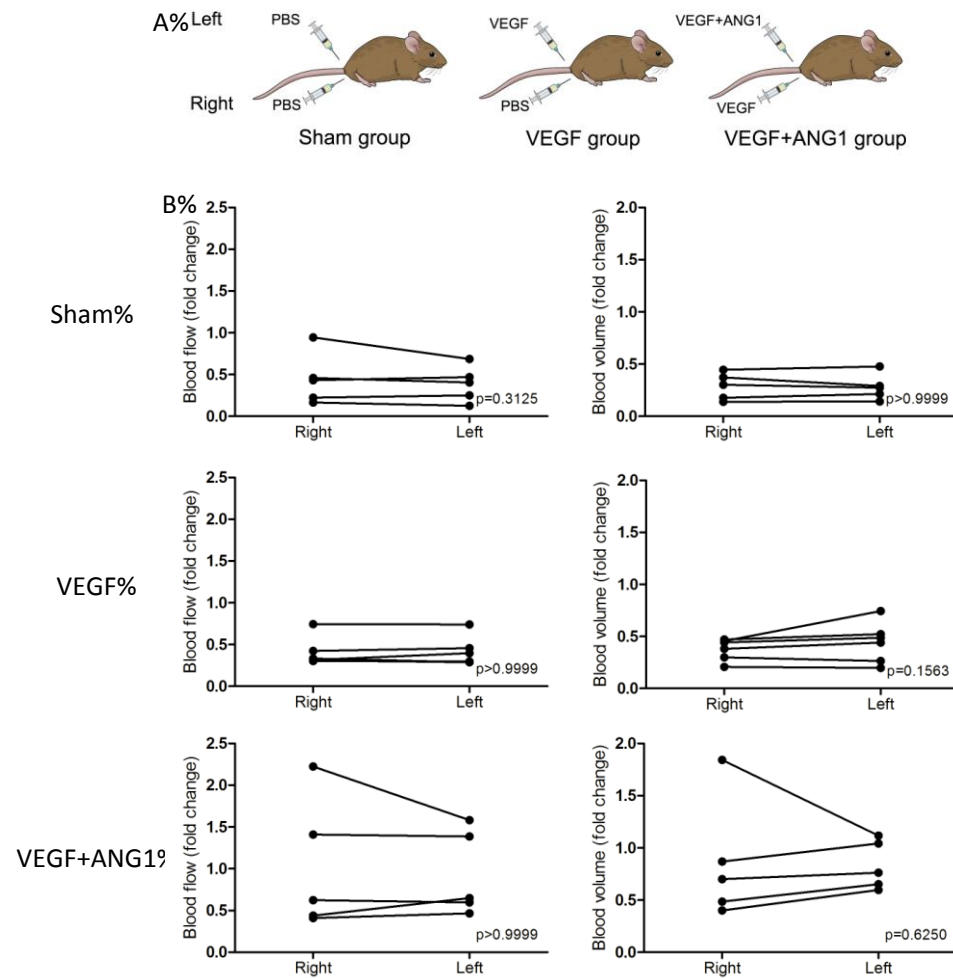 A%
Left
PBS
VEGF
VEGF+ANG1
Right
PBS
PBS
VEGF
Sham group
VEGF group
VEGF+ANG1 group
B%
Sham%
Blood flow (fold change)
2.5
2.0
1.5
1.0
0.5
0.0
p=0.3125
Right
Left
Blood volume (fold change)
2.0
1.5
1.0
0.5
0.0
p>0.9999
Right
Left
VEGF%
Blood flow (fold change)
2.5
2.0
1.5
1.0
0.5
0.0
p>0.9999
Right
Left
Blood volume (fold change)
2.0
1.5
1.0
0.5
0.0
p=0.1563
Right
Left
VEGF+ANG1%
Blood flow (fold change)
2.5
2.0
1.5
1.0
0.5
0.0
p>0.9999
Right
Left
Blood volume (fold change)
2.0
1.5
1.0
0.5
0.0
p=0.6250
Right
Left